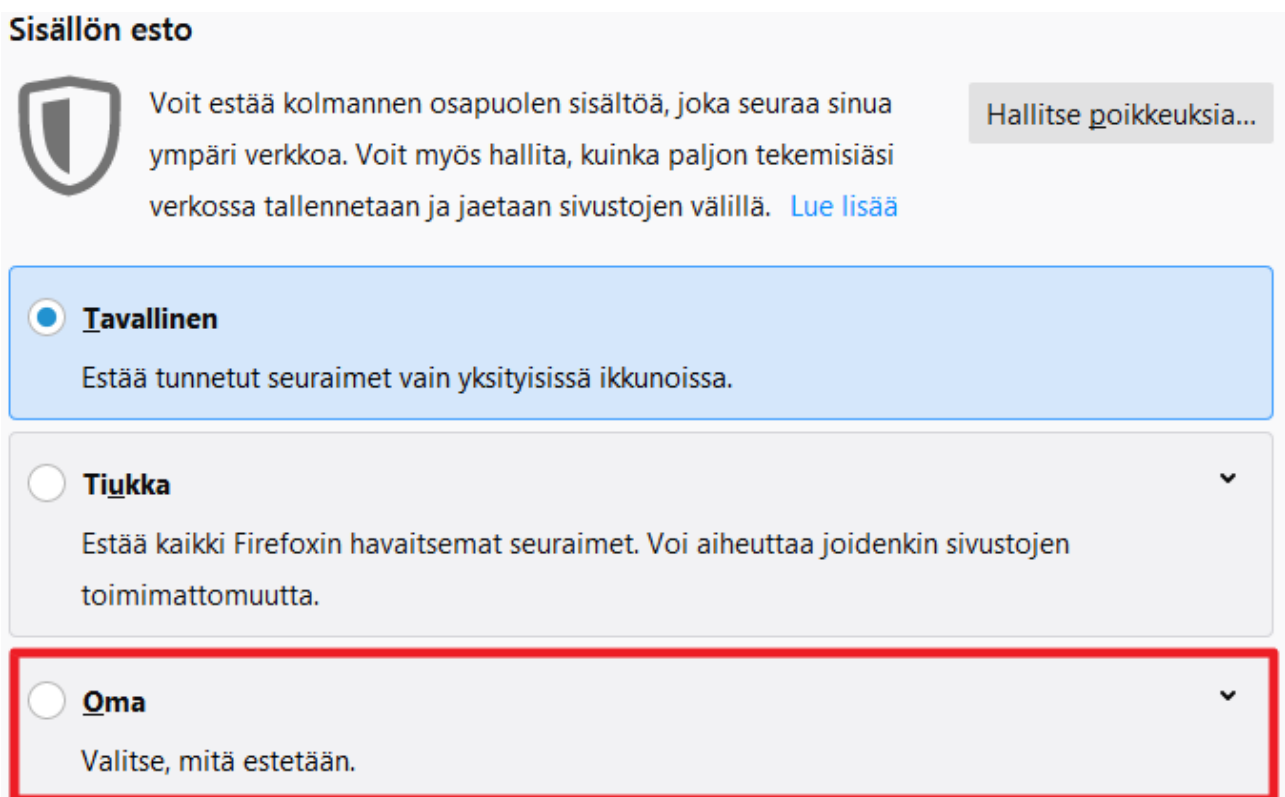 Sisällön esto
Voit estää kolmannen osapuolen sisältöä, joka seuraa sinua
Hallitse poikkeuksia...
ympäri verkkoa. Voit myös hallita, kuinka paljon tekemisiäsi
verkossa tallennetaan ja jaetaan sivustojen välillä. Lue lisää
Tavallinen
Estää tunnetut seuraimet vain yksityisissä ikkunoissa.
Tiukka
Estää kaikki Firefoxin havaitsemat seuraimet. Voi aiheuttaa joidenkin sivustojen
toimimattomuutta.
Oma
Valitse, mitä estetään.